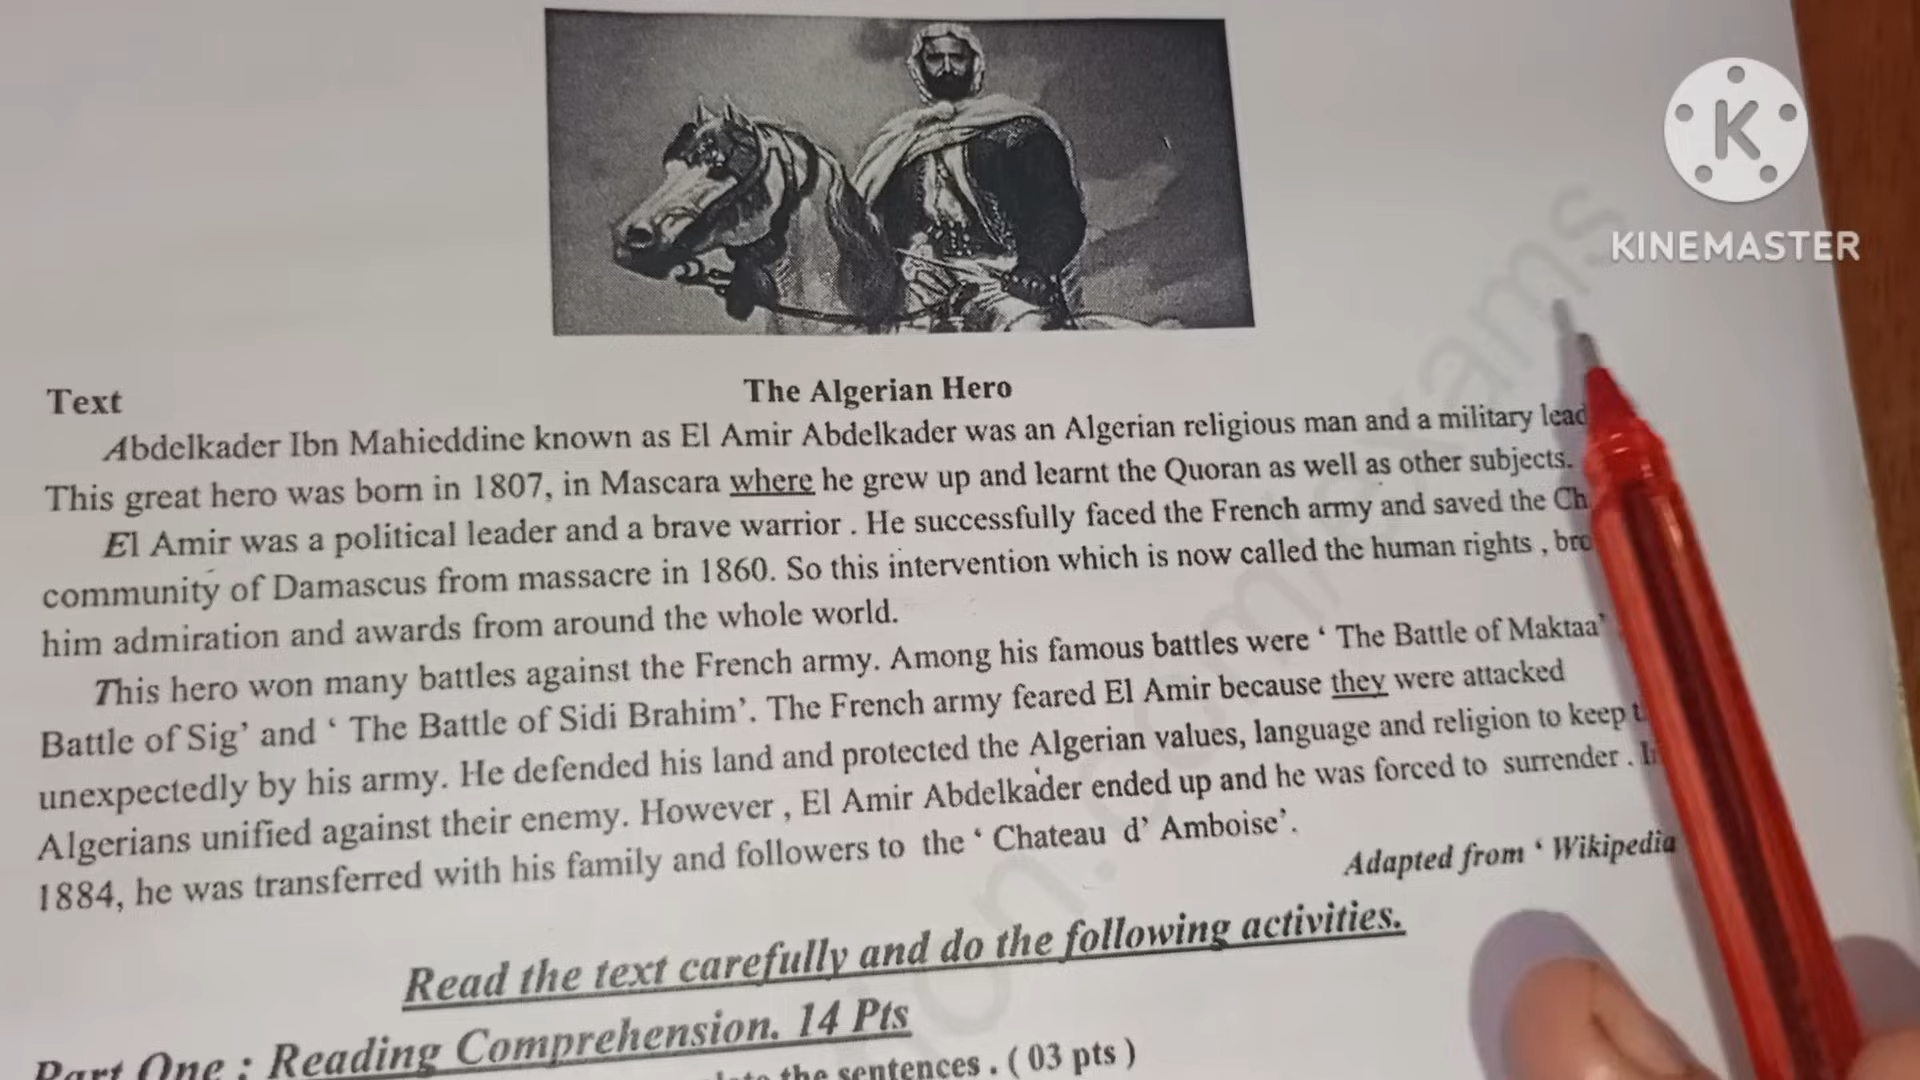 KINEMASTER
Text
The Algerian Hero
Abdelkader Ibn Mahieddine known as El Amir Abdelkader was an Algerian religious man and a military
This great hero was born in 1807, in Mascara where he grew up and learnt the Quoran as well as other subjects.
El Amir was a political leader and a brave warrior . He successfully faced the French army and saved the
community of Damascus from massacre in 1860. So this intervention which is now called the human rights ,
him admiration and awards from around the whole world.
This hero won many battles against the French army. Among his famous battles were ‘ The Battle of Maktaa’
Battle of Sig’ and ‘ The Battle of Sidi Brahim’. The French army feared El Amir because they were attacked
unexpectedly by his army. He defended his land and protected the Algerian values, language and religion to keep
Algerians unified against their enemy. However , El Amir Abdelkader ended up and he was forced to surrender .
1884, he was transferred with his family and followers to the ‘ Chateau d’ Amboise’.
Adapted from ‘ Wikipedia
Read the text carefully and do the following activities.
Part One : Reading Comprehension. 14 Pts
the sentences . ( 03 pts )